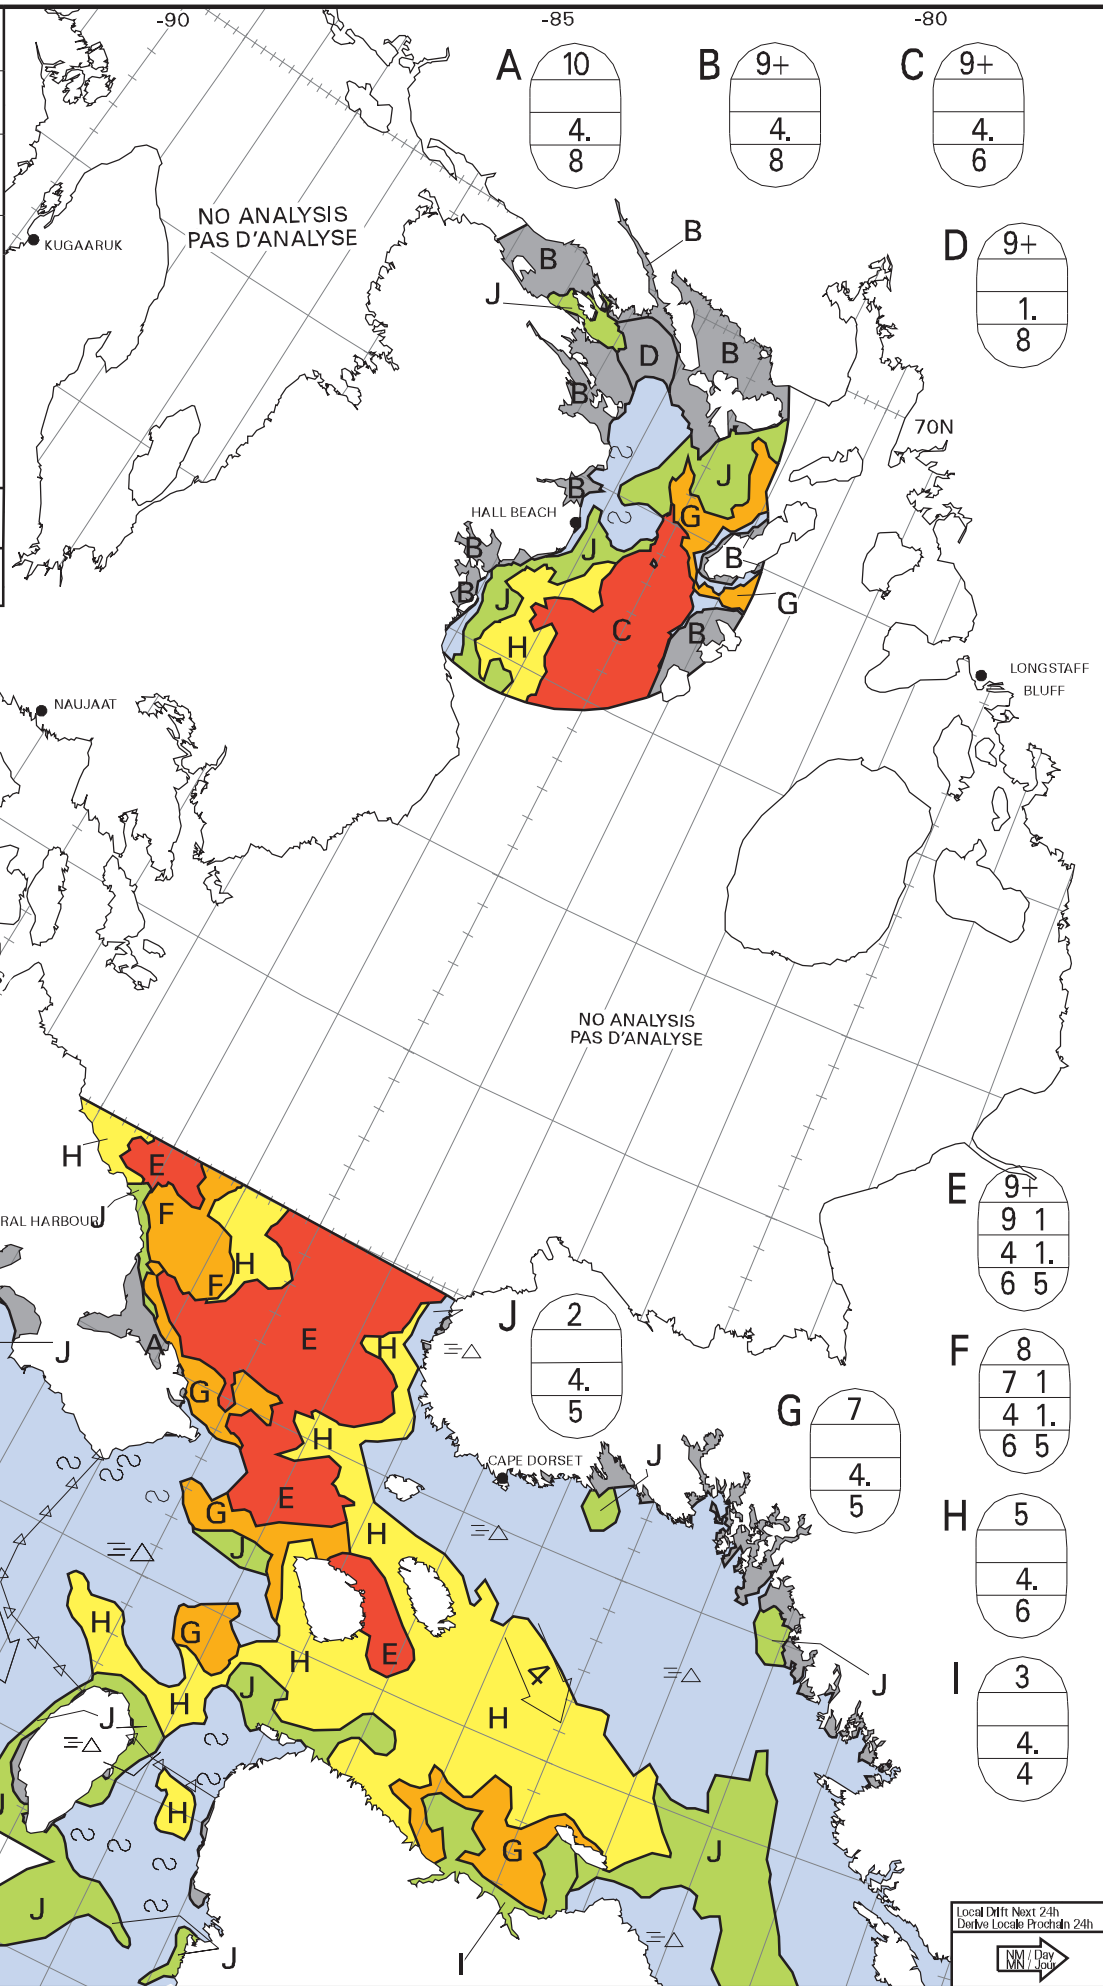 -90
-85
-80
A
10
4.
8
B
9+
4.
8
C
9+
4.
6
NO ANALYSIS
PAS D'ANALYSE
KUGAARUK
B
B
J
D
9+
1.
8
D
B
B
70N
J
B
HALL BEACH
G
J
B
B
B
J
G
C
B
H
LONGSTAFF
BLUFF
NAUJAAT
NO ANALYSIS
PAS D'ANALYSE
H
E
E
9+
9 1
4 1.
6 5
F
J
RAL HARBOUR
H
F
J
2
4.
5
E
H
A
J
F
8
7 1
4 1.
6 5
G
G
7
4.
5
H
CAPE DORSET
J
E
G
H
H
5
4.
6
J
H
G
E
H
4
J
I
3
4.
4
J
H
H
J
H
J
G
J
J
J
I
Local Drift Next 24h
Derive Locale Prochain 24h
NM / Day
MN / Jour